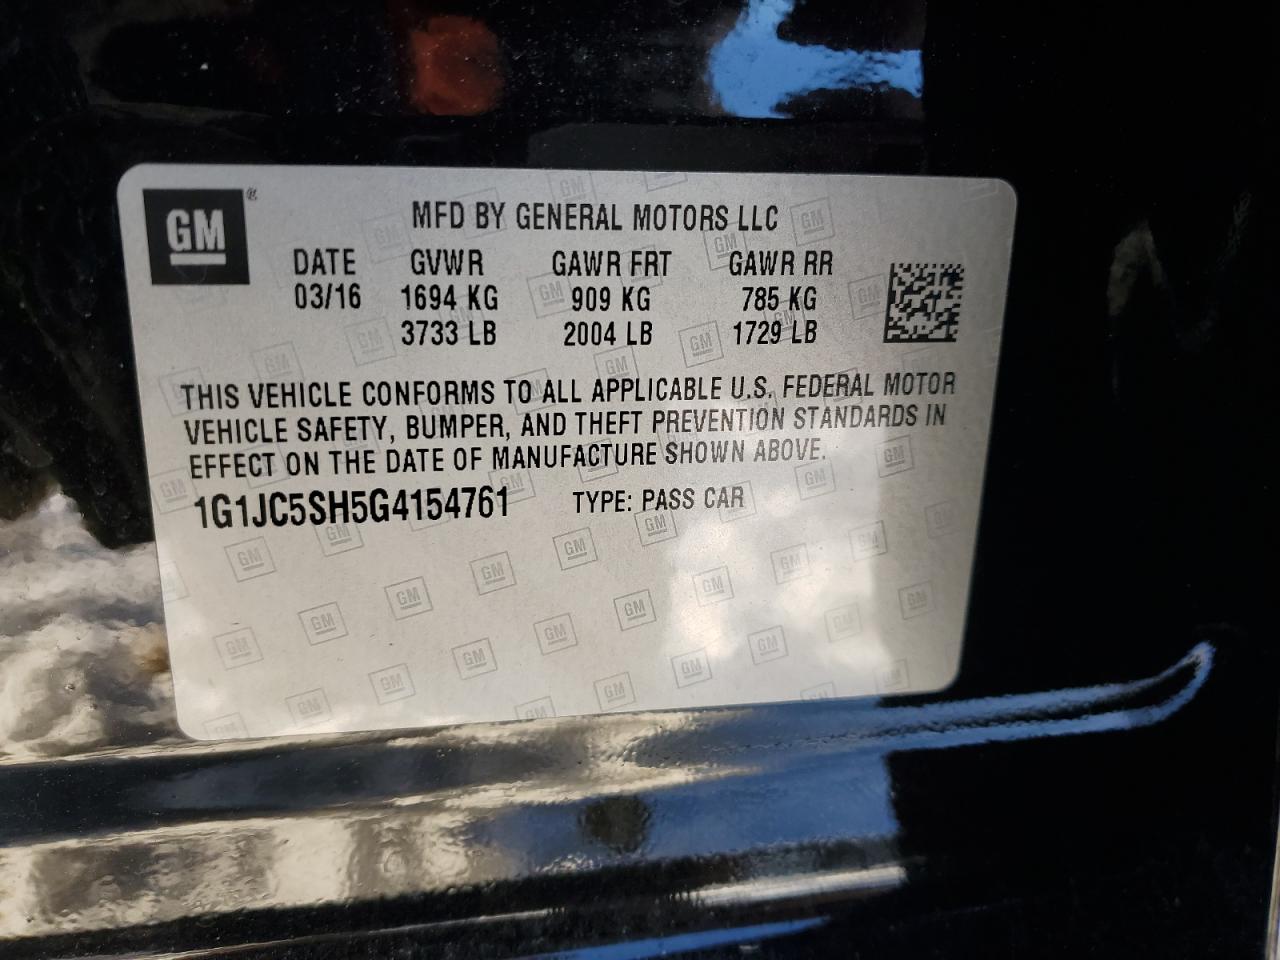 GM ®
MFD BY GENERAL MOTORS LLC
DATE GVWR GAWR FRT GAWR RR
03/16 1694 KG 909 KG 785 KG
3733 LB 2004 LB 1729 LB
THIS VEHICLE CONFORMS TO ALL APPLICABLE U.S. FEDERAL MOTOR
VEHICLE SAFETY, BUMPER, AND THEFT PREVENTION STANDARDS IN
EFFECT ON THE DATE OF MANUFACTURE SHOWN ABOVE.
1G1JC5SH5G4154761 TYPE: PASS CAR